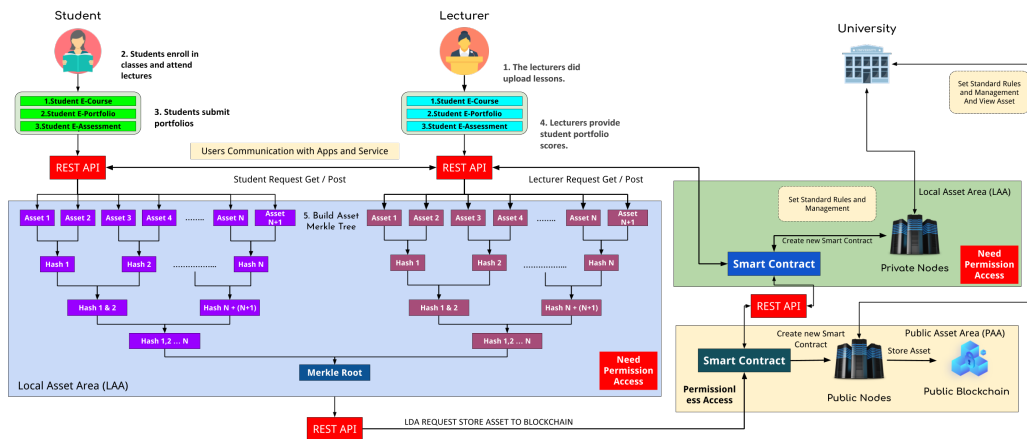 Student
Lecturer
University
2. Students enroll in
classes and attend
lectures
1. The lecturers did
upload lessons.
Set Standard Rules
and Management
And View Asset
1.Student E-Course
2.Student E-Portfolio
3.Student E-Assessment
3. Students submit
portfolios
1.Student E-Course
2.Student E-Portfolio
3.Student E-Assessment
4. Lecturers provide
student portfolio
scores.
Users Communication with Apps and Service
REST API
REST API
Student Request Get / Post
Lecturer Request Get / Post
Asset 1
Asset 2
Asset 3
Asset 4
........
Asset N
Asset
N+1
5. Build Asset
Merkle Tree
Asset 1
Asset 2
Asset 3
Asset 4
........
Asset N
Asset
N+1
Hash 1
Hash 2
Hash N
Hash 1
Hash 2
Hash N
Hash 1 & 2
Hash N + (N+1)
Hash 1 & 2
Hash N + (N+1)
Hash 1,2 ... N
Hash 1,2 ... N
Merkle Root
Need
Permission
Access
Local Asset Area (LAA)
REST API
LDA REQUEST STORE ASSET TO BLOCKCHAIN
Local Asset Area (LAA)
Set Standard Rules and
Management
Create new Smart Contract
Smart Contract
Private Nodes
Need
Permission
Access
REST API
Public Asset Area (PAA)
Create new Smart
Contract
Store Asset
Smart Contract
Permissionl
ess Access
Public Nodes
Public Blockchain